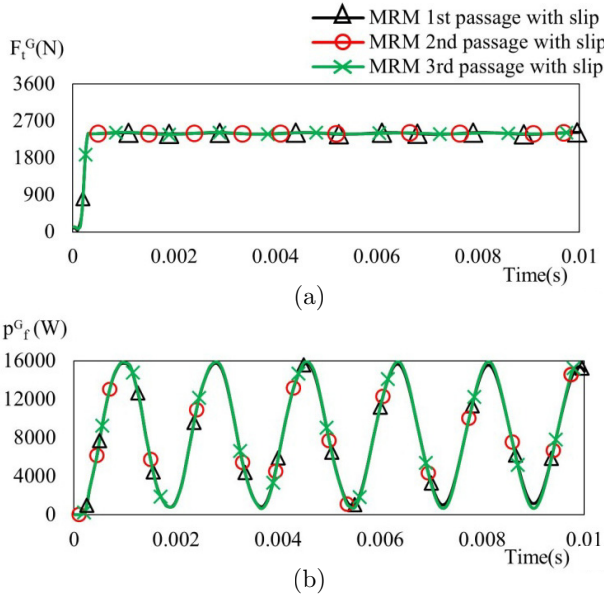 F_t^G(N)
MRM 1st passage with slip
MRM 2nd passage with slip
MRM 3rd passage with slip
3600
2700
1800
900
0
0 0.002 0.004 0.006 0.008 0.01
Time(s)
(a)
p^G_f (W)
16000
12000
8000
4000
0
0 0.002 0.004 0.006 0.008 0.01
Time(s)
(b)